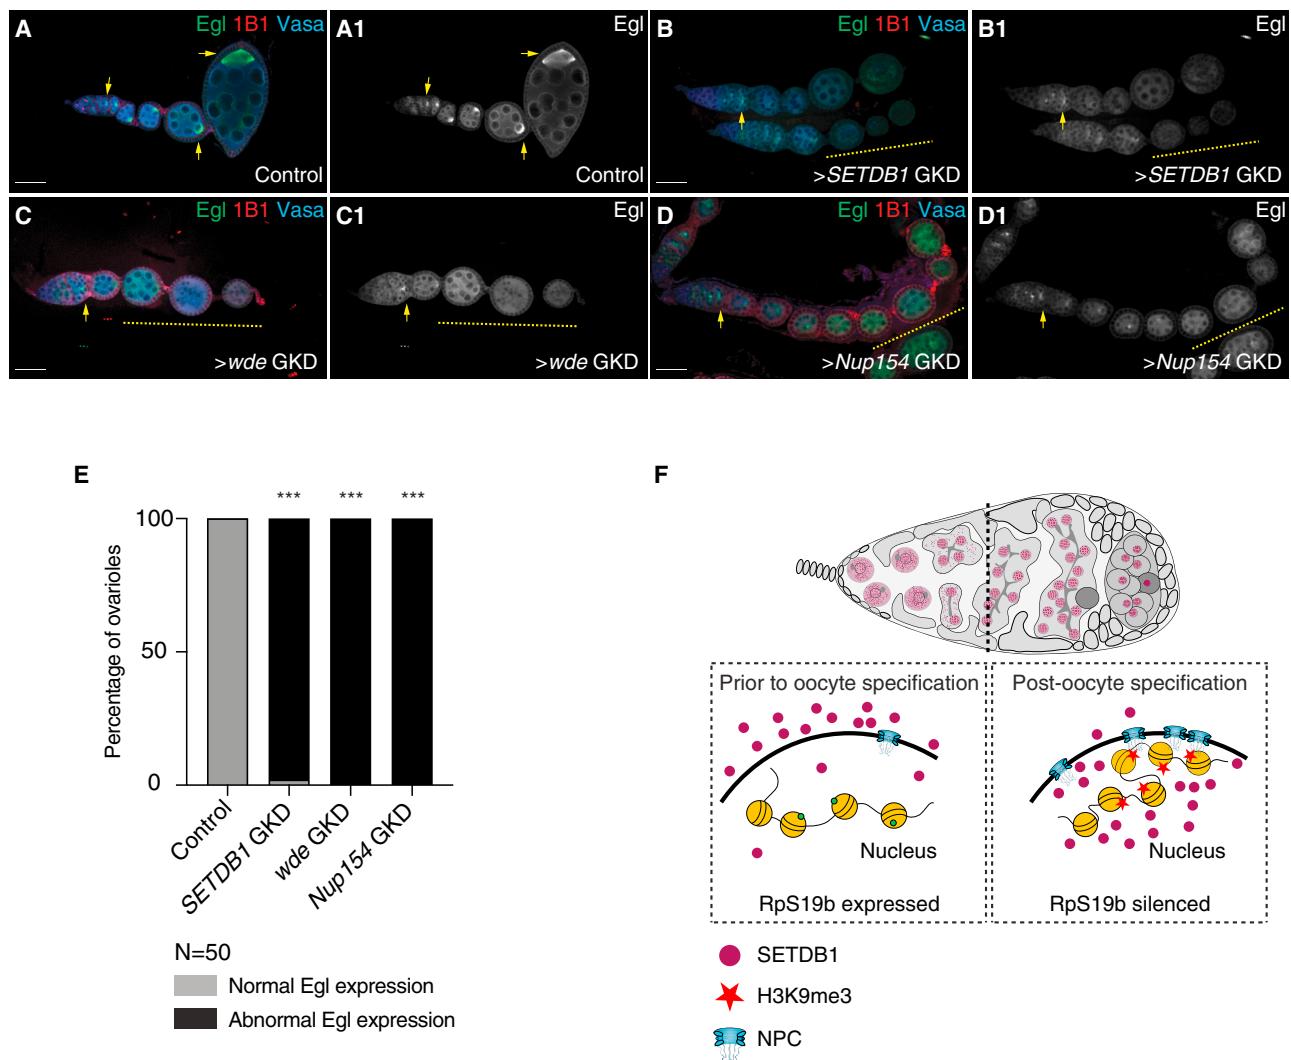 A
Egl 1B1 Vasa
Control
A1
Egl
Control
B
Egl 1B1 Vasa
>SETDB1 GKD
B1
Egl
>SETDB1 GKD
C
Egl 1B1 Vasa
>wde GKD
C1
Egl
>wde GKD
D
Egl 1B1 Vasa
>Nup154 GKD
D1
Egl
>Nup154 GKD
E
*** *** ***
100
50
0
Percentage of ovarioles
Control
SETDB1 GKD
wde GKD
Nup154 GKD
N=50
Normal Egl expression
Abnormal Egl expression
F
Prior to oocyte specification
Nucleus
RpS19b expressed
Post-oocyte specification
Nucleus
RpS19b silenced
SETDB1
H3K9me3
NPC